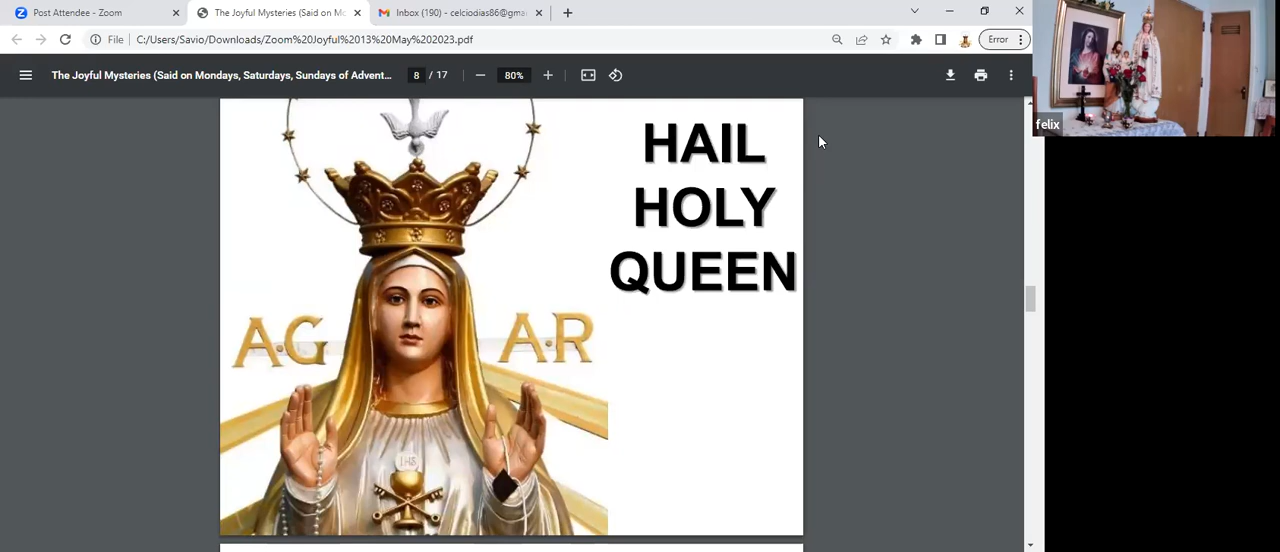 Post Attendee - Zoom
The Joyful Mysteries (Said on Mo
Inbox (190) - celciodias86@gma
File
C:/Users/Savio/Downloads/Zoom%20Joyful%2013%20May%202023.pdf
Error
The Joyful Mysteries (Said on Mondays, Saturdays, Sundays of Advent...
8 / 17
80%
felix
HAIL
HOLY
QUEEN
A.G
A.R
IHS